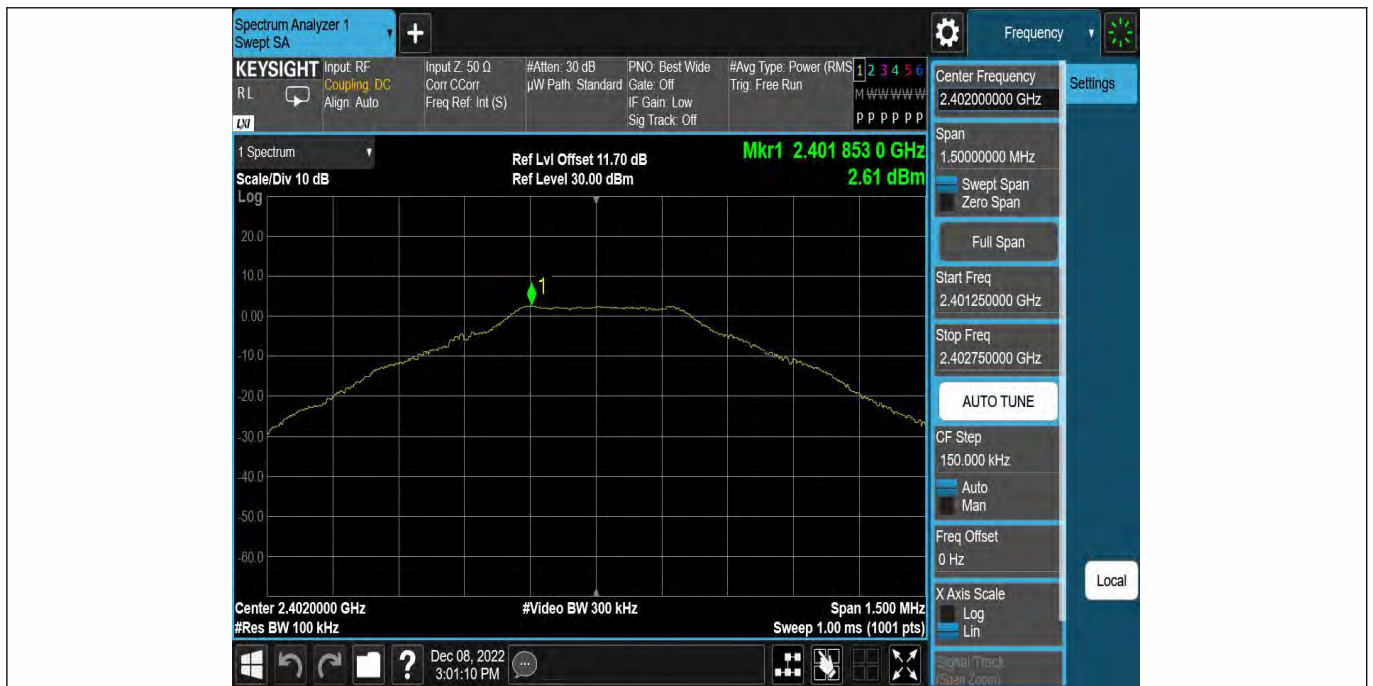 Spectrum Analyzer 1
Swept SA
Frequency
KEYSIGHT
R L
LXI
Input: RF
Coupling: DC
Align: Auto
Input Z: 50 Ω
Corr CCorr
Freq Ref: Int (S)
#Atten: 30 dB
µW Path: Standard
PNO: Best Wide
Gate: Off
IF Gain: Low
Sig Track: Off
#Avg Type: Power (RMS
Trig: Free Run
1 2 3 4 5 6
M W W W W W
P P P P P P
1 Spectrum
Scale/Div 10 dB
Log
Ref Lvl Offset 11.70 dB
Ref Level 30.00 dBm
Mkr1 2.401 853 0 GHz
2.61 dBm
1
20.0
10.0
0.00
-10.0
-20.0
-30.0
-40.0
-50.0
-60.0
Center 2.4020000 GHz
#Res BW 100 kHz
#Video BW 300 kHz
Span 1.500 MHz
Sweep 1.00 ms (1001 pts)
Dec 08, 2022
3:01:10 PM
Center Frequency
2.402000000 GHz
Settings
Span
1.50000000 MHz
Swept Span
Zero Span
Full Span
Start Freq
2.401250000 GHz
Stop Freq
2.402750000 GHz
AUTO TUNE
CF Step
150.000 kHz
Auto
Man
Freq Offset
0 Hz
X Axis Scale
Log
Lin
Local
Signal Track
(Span Zoom)